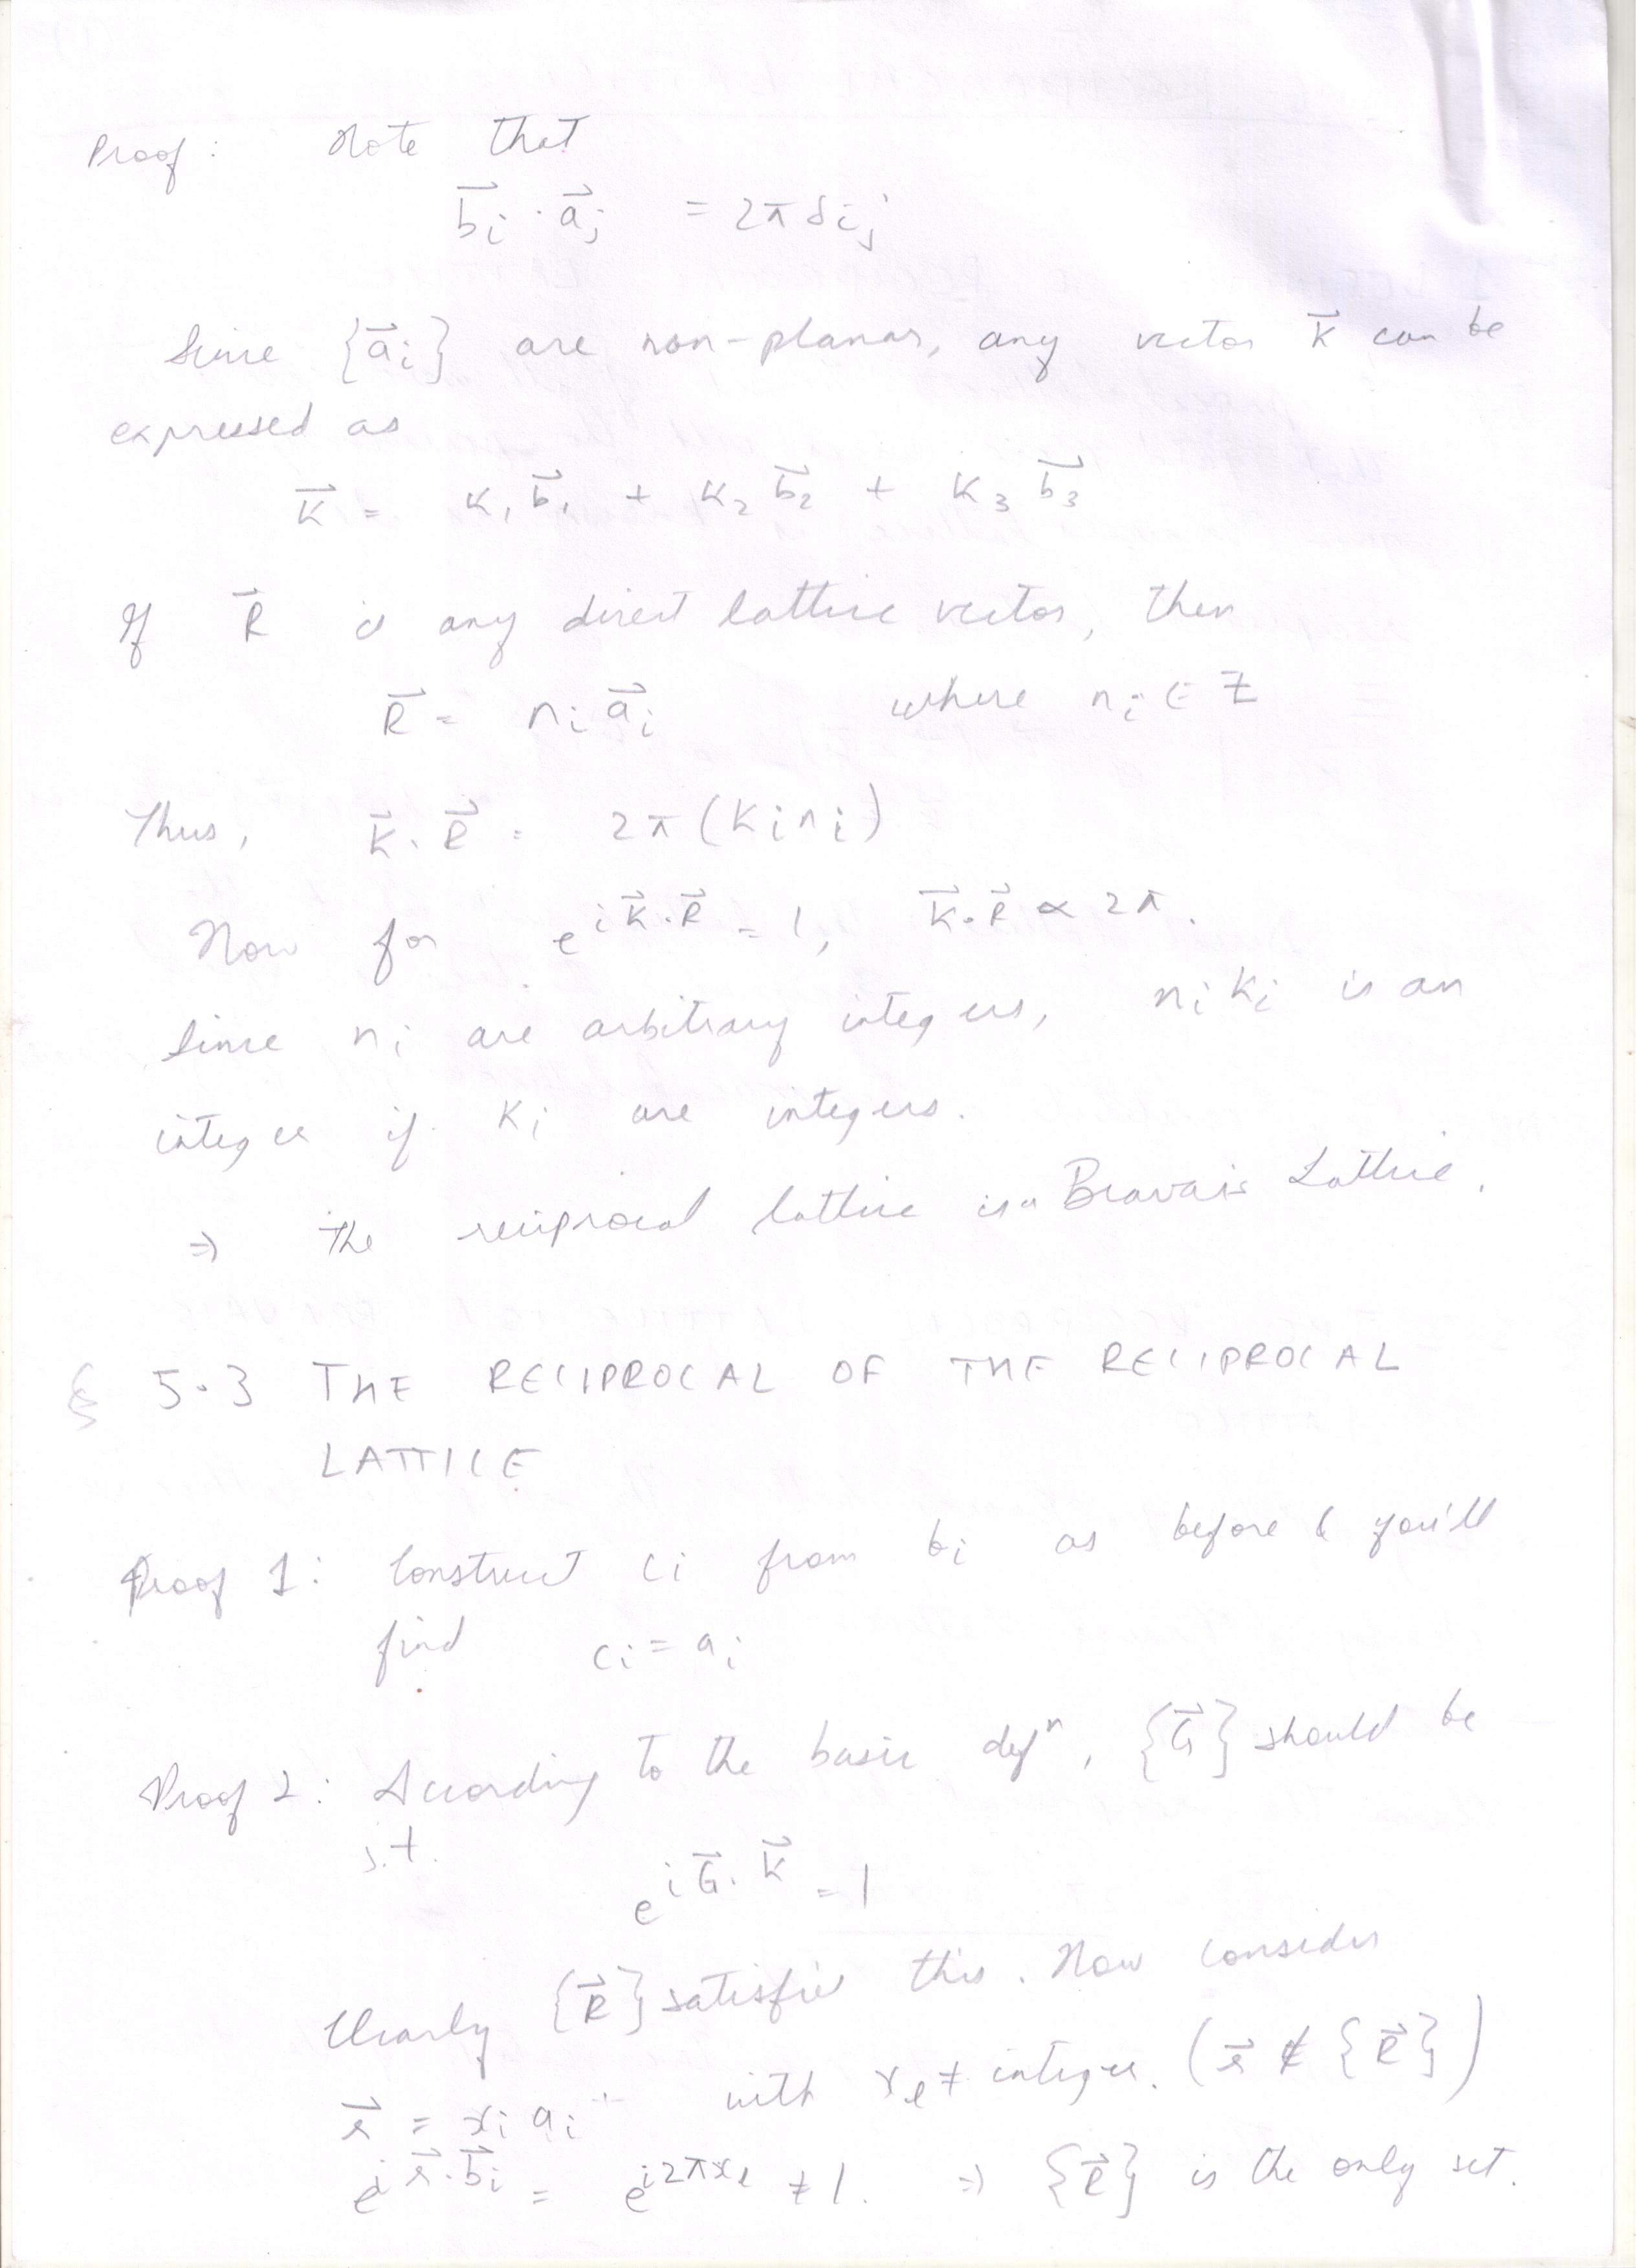 Proof : Note that
$\vec{b_i} \cdot \vec{a_j} = 2\pi \delta_{ij}$
Since $\{\vec{a_i}\}$ are non-planar, any vector $\vec{K}$ can be
expressed as
$\vec{K} = K_1 \vec{b_1} + K_2 \vec{b_2} + K_3 \vec{b_3}$
If $\vec{R}$ is any direct lattice vector, then
$\vec{R} = n_i \vec{a_i}$ where $n_i \in Z$
Thus, $\vec{K} \cdot \vec{R} = 2\pi (K_i n_i)$
Now for $e^{i\vec{K} \cdot \vec{R}} = 1$, $\vec{K} \cdot \vec{R} \propto 2\pi$.
Since $n_i$ are arbitrary integers, $n_i K_i$ is an
integer if $K_i$ are integers.
⇒ the reciprocal lattice is a Bravais Lattice.
§ 5.3 THE RECIPROCAL OF THE RECIPROCAL
LATTICE
Proof 1 : Construct $c_i$ from $b_i$ as before & you'll
find $c_i = a_i$
Proof 2 : According to the basic defⁿ, $\{\vec{G}\}$ should be
s.t.
$e^{i\vec{G} \cdot \vec{K}} = 1$
Clearly $\{\vec{R}\}$ satisfies this. Now consider
$\vec{r} = x_i a_i$ with $x_l \neq$ integer. ($\vec{r} \notin \{\vec{R}\}$)
$e^{i\vec{r} \cdot \vec{b_i}} = e^{i2\pi x_l} \neq 1$. ⇒ $\{\vec{R}\}$ is the only set.